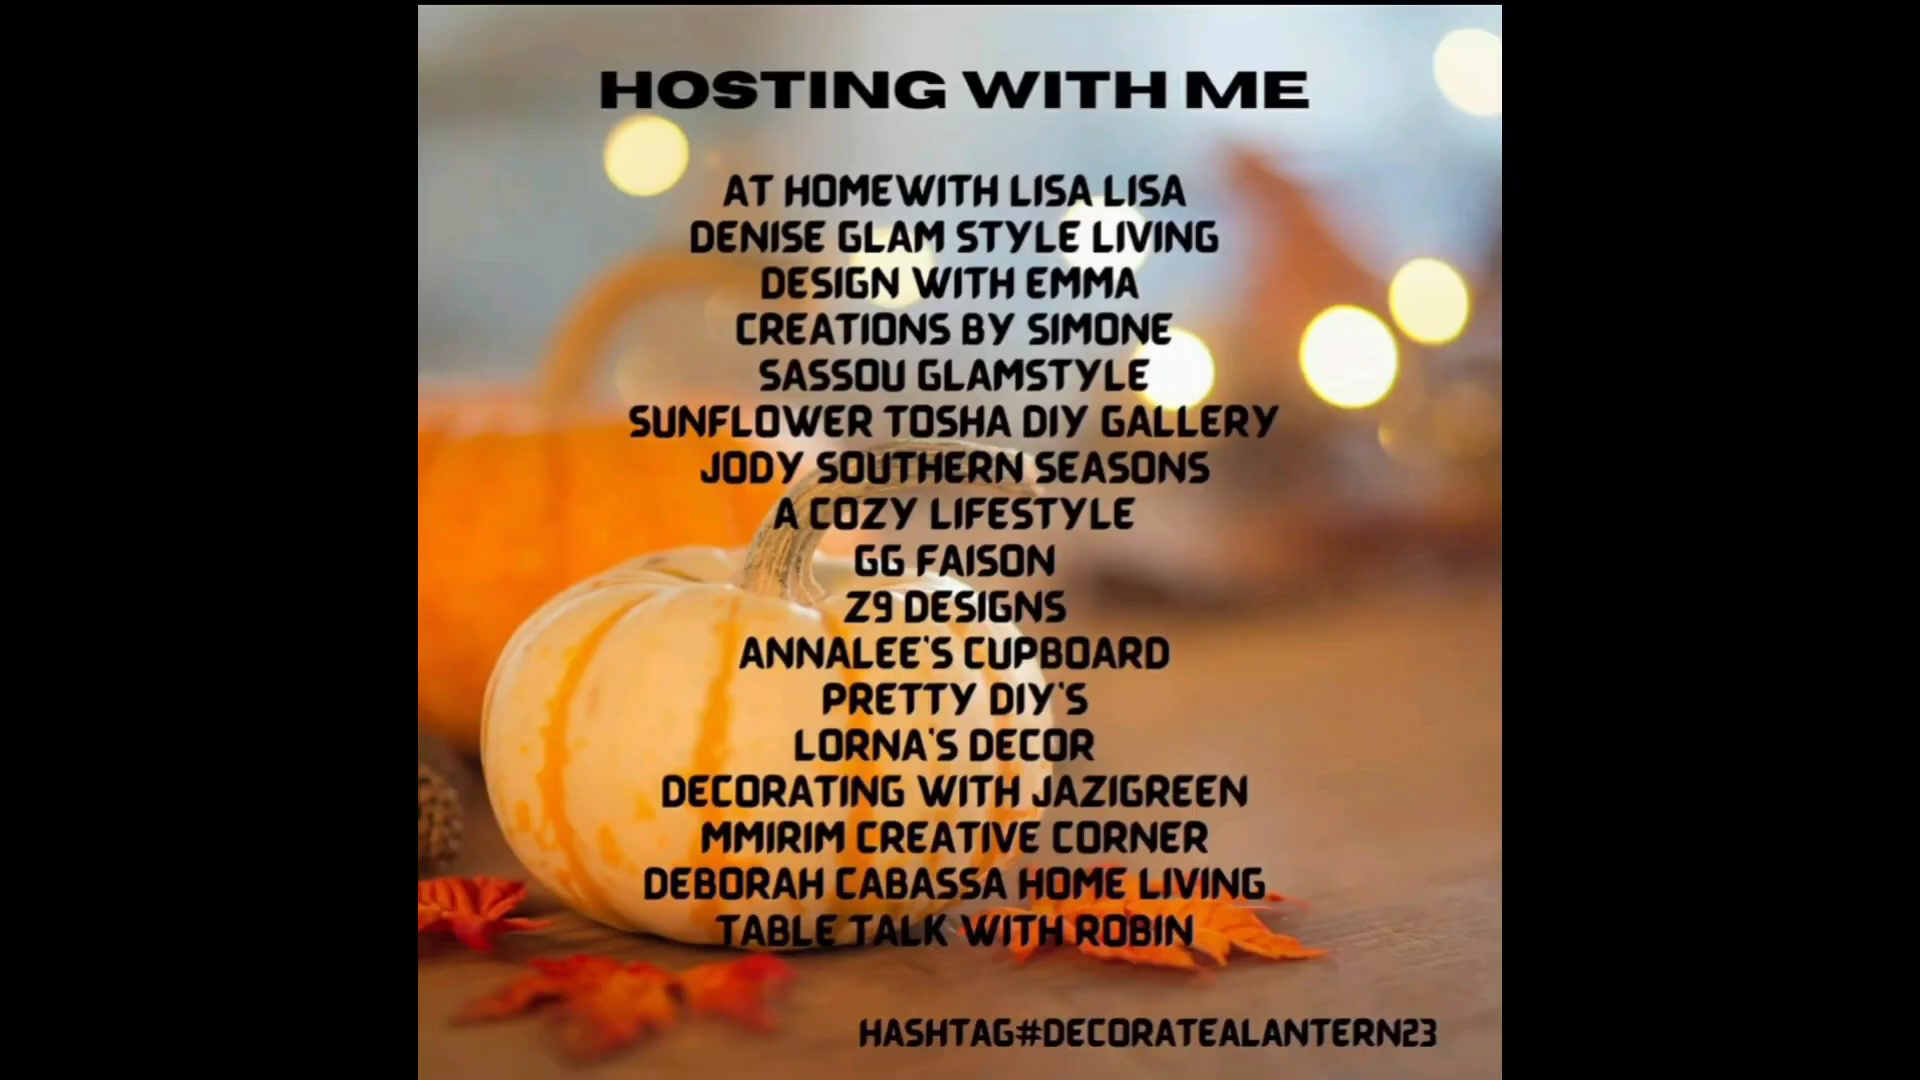 HOSTING WITH ME
AT HOMEWITH LISA LISA
DENISE GLAM STYLE LIVING
DESIGN WITH EMMA
CREATIONS BY SIMONE
SASSOU GLAMSTYLE
SUNFLOWER TOSHA DIY GALLERY
JODY SOUTHERN SEASONS
A COZY LIFESTYLE
GG FAISON
Z9 DESIGNS
ANNALEE'S CUPBOARD
PRETTY DIY'S
LORNA'S DECOR
DECORATING WITH JAZIGREEN
MMIRIM CREATIVE CORNER
DEBORAH CABASSA HOME LIVING
TABLE TALK WITH ROBIN
HASHTAG#DECORATEALANTERN23